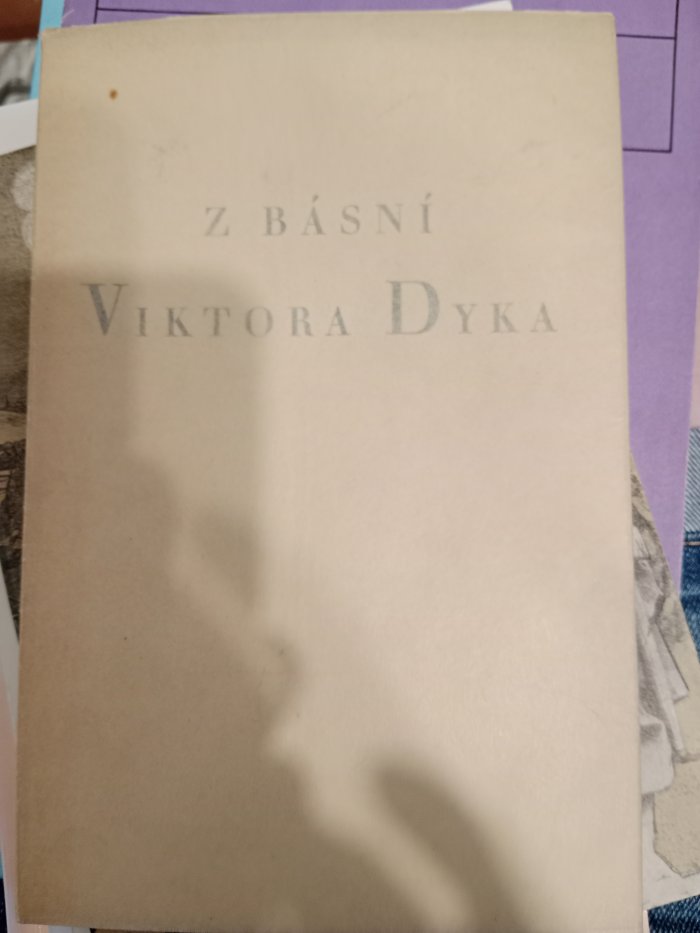 Z BÁSNÍ
VIKTORA DYKA